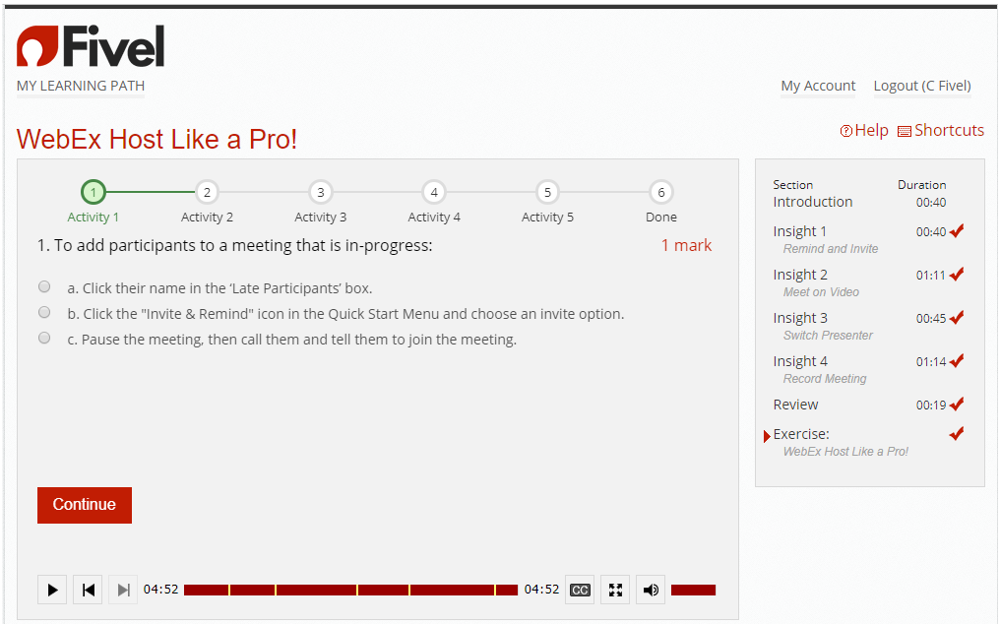 Fivel
MY LEARNING PATH
My Account Logout (C Fivel)
WebEx Host Like a Pro!
Help Shortcuts
1 2 3 4 5 6
Activity 1 Activity 2 Activity 3 Activity 4 Activity 5 Done
1. To add participants to a meeting that is in-progress: 1 mark
a. Click their name in the ‘Late Participants’ box.
b. Click the "Invite & Remind" icon in the Quick Start Menu and choose an invite option.
c. Pause the meeting, then call them and tell them to join the meeting.
Continue
04:52 04:52 CC
Section Duration
Introduction 00:40
Insight 1 00:40
Remind and Invite
Insight 2 01:11
Meet on Video
Insight 3 00:45
Switch Presenter
Insight 4 01:14
Record Meeting
Review 00:19
Exercise:
WebEx Host Like a Pro!